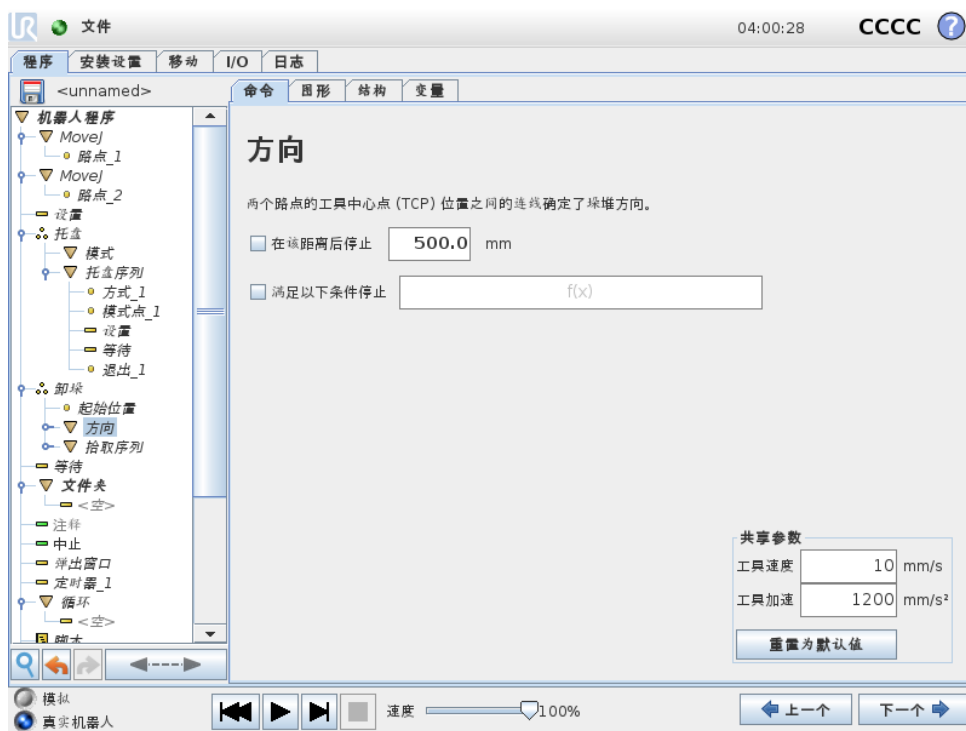 UR 文件 04:00:28 CCCC ?
程序 安装设置 移动 I/O 日志
<unnamed>
命令 图形 结构 变量
机器人程序
MoveJ
路点_1
MoveJ
路点_2
设置
托盘
模式
托盘序列
方式_1
模式点_1
设置
等待
退出_1
卸垛
起始位置
方向
拾取序列
等待
文件夹
<空>
注释
中止
弹出窗口
定时器_1
循环
<空>
脚本
方向
两个路点的工具中心点 (TCP) 位置之间的连线确定了垛堆方向。
在该距离后停止 500.0 mm
满足以下条件停止 f(x)
共享参数
工具速度 10 mm/s
工具加速 1200 mm/s²
重置为默认值
模拟
真实机器人
速度 100%
上一个 下一个